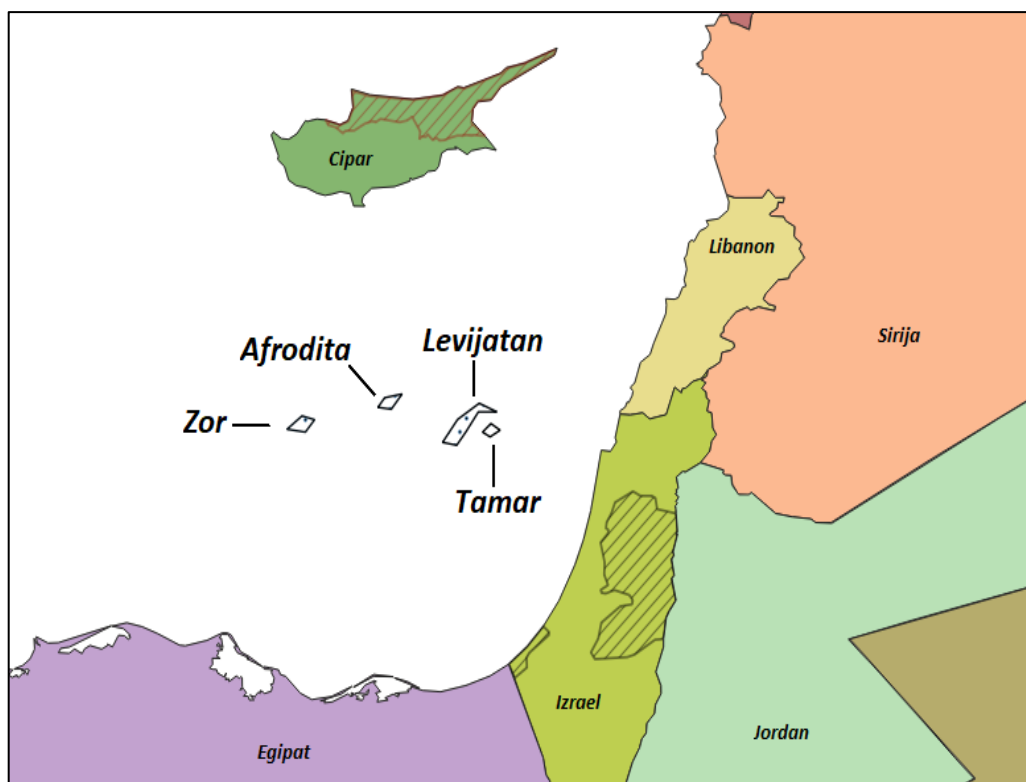 Cipar
Libanon
Levijatan
Afrodita
Sirija
Zor
Tamar
Izrael
Jordan
Egipat